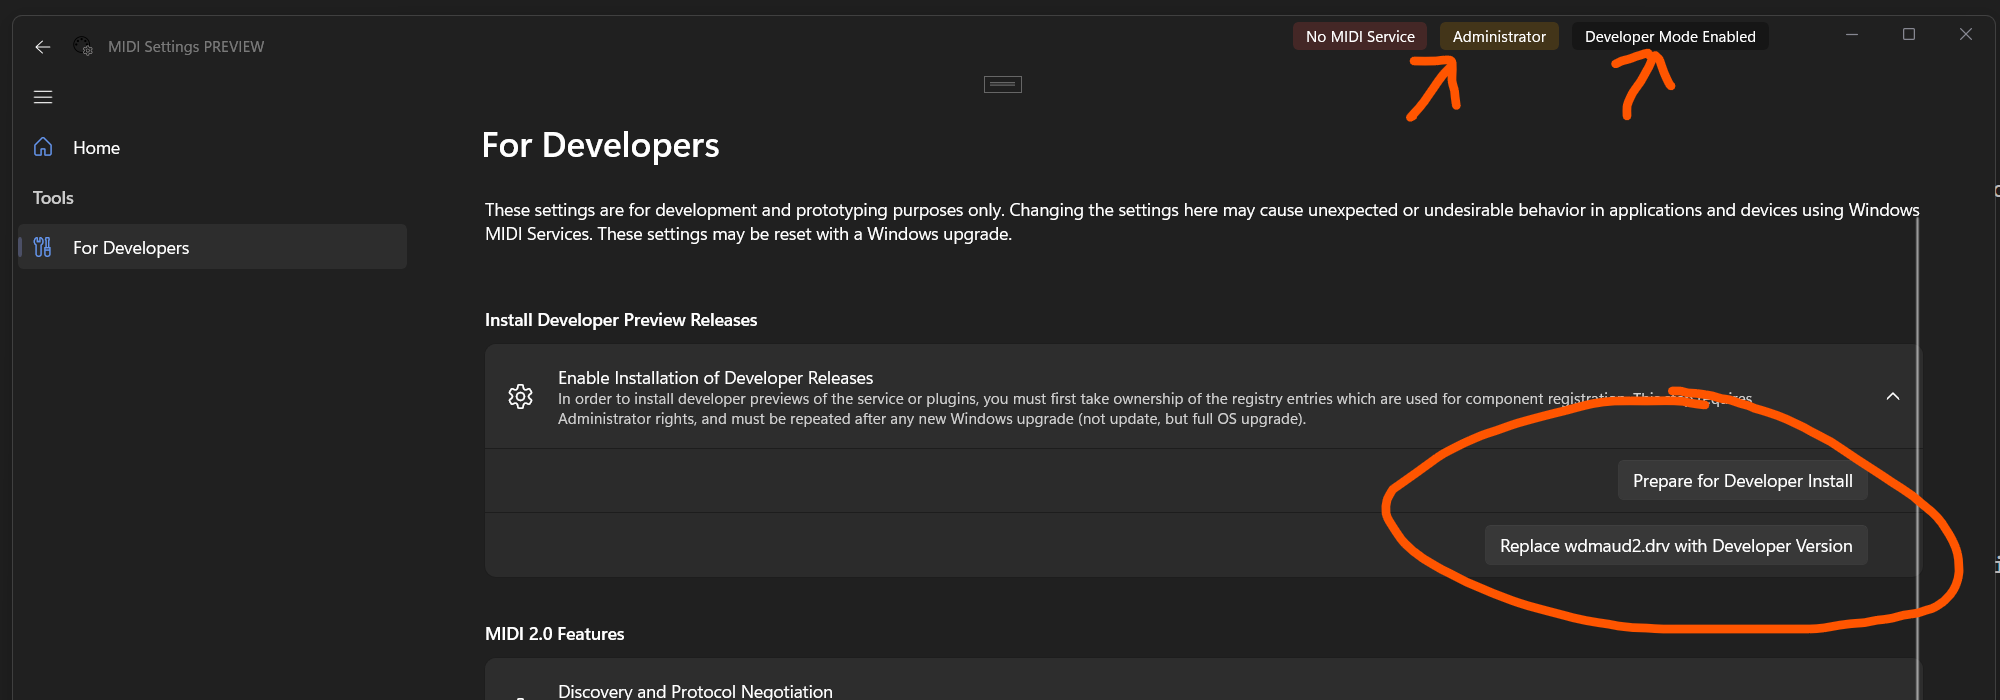 MIDI Settings PREVIEW
No MIDI Service
Administrator
Developer Mode Enabled
Home
Tools
For Developers
For Developers
These settings are for development and prototyping purposes only. Changing the settings here may cause unexpected or undesirable behavior in applications and devices using Windows
MIDI Services. These settings may be reset with a Windows upgrade.
Install Developer Preview Releases
Enable Installation of Developer Releases
In order to install developer previews of the service or plugins, you must first take ownership of the registry entries which are used for component registration. This requires
Administrator rights, and must be repeated after any new Windows upgrade (not update, but full OS upgrade).
Prepare for Developer Install
Replace wdmaud2.drv with Developer Version
MIDI 2.0 Features
Discovery and Protocol Negotiation